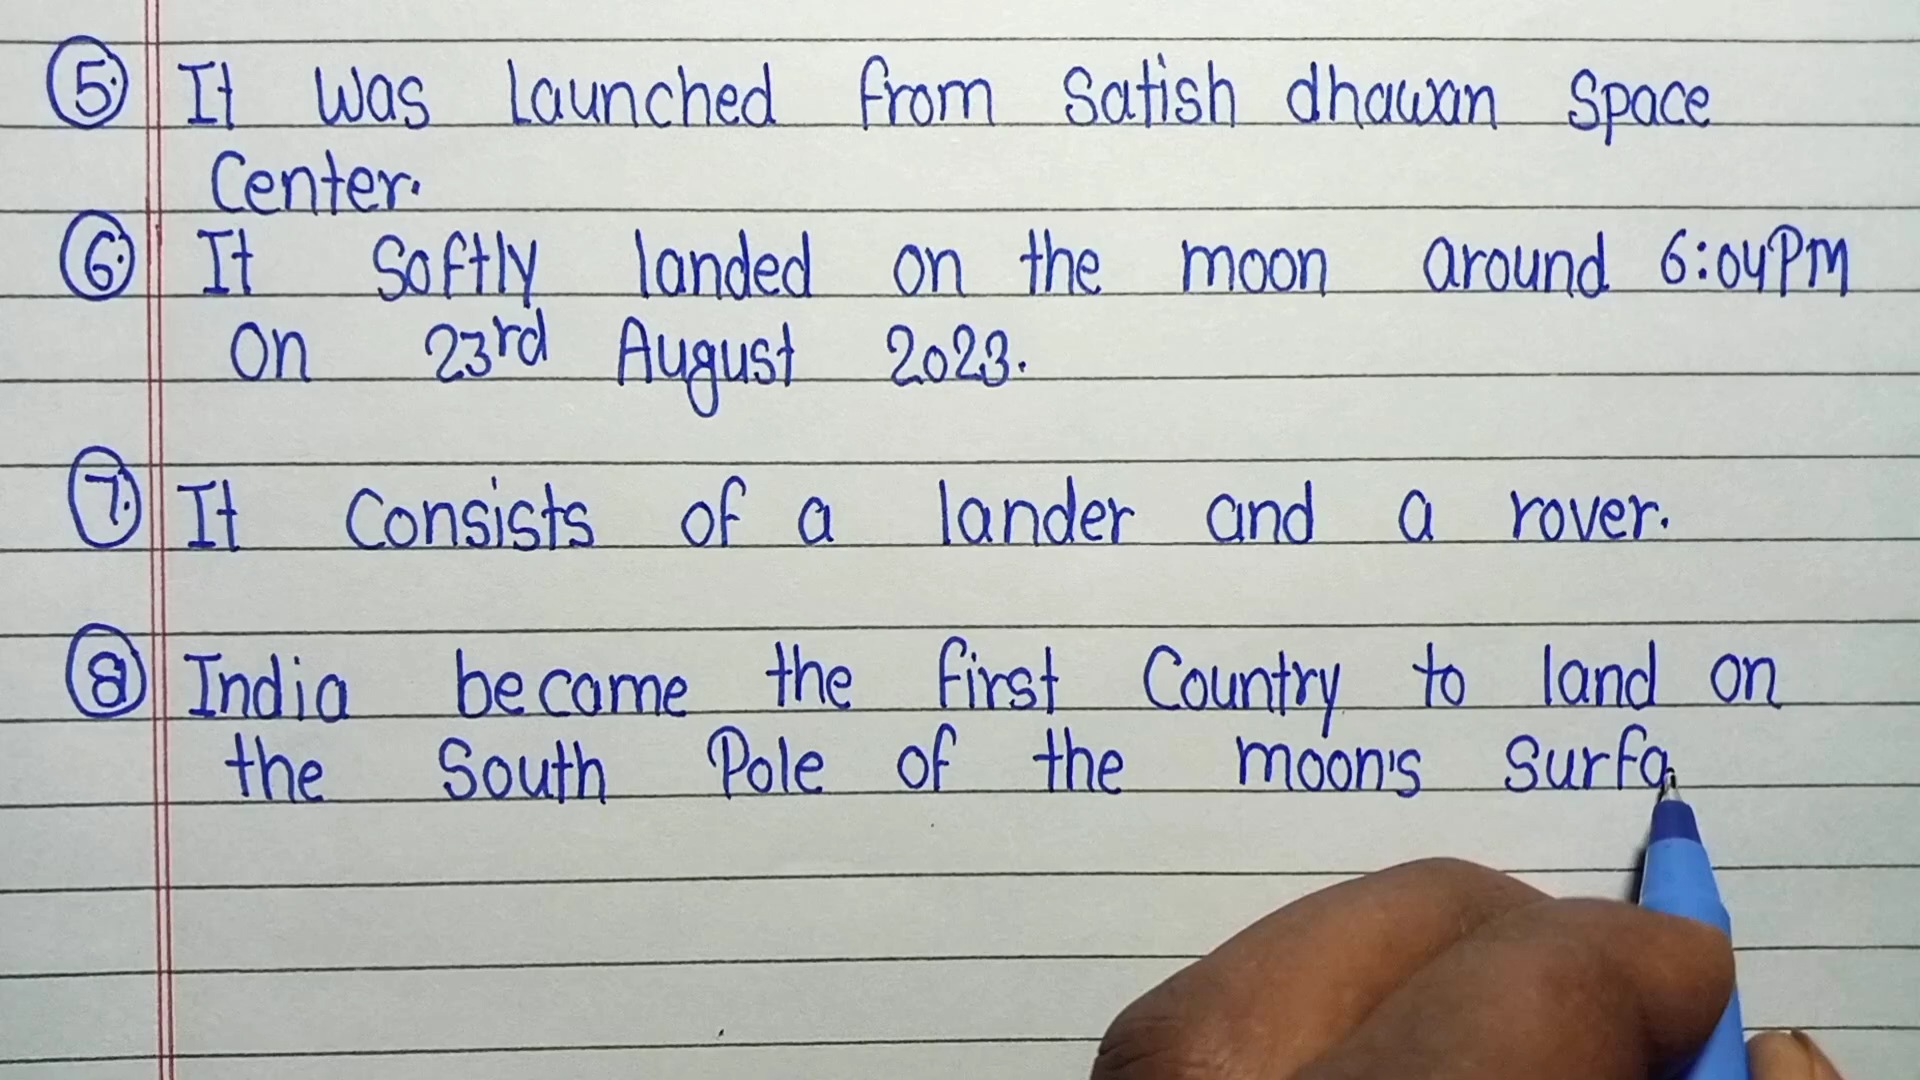 5. It was launched from Satish dhawan Space
Center.
6. It Softly landed on the moon around 6:04PM
on 23rd August 2023.
7. It Consists of a lander and a rover.
8 India became the first Country to land on
the South Pole of the moon's Surfa